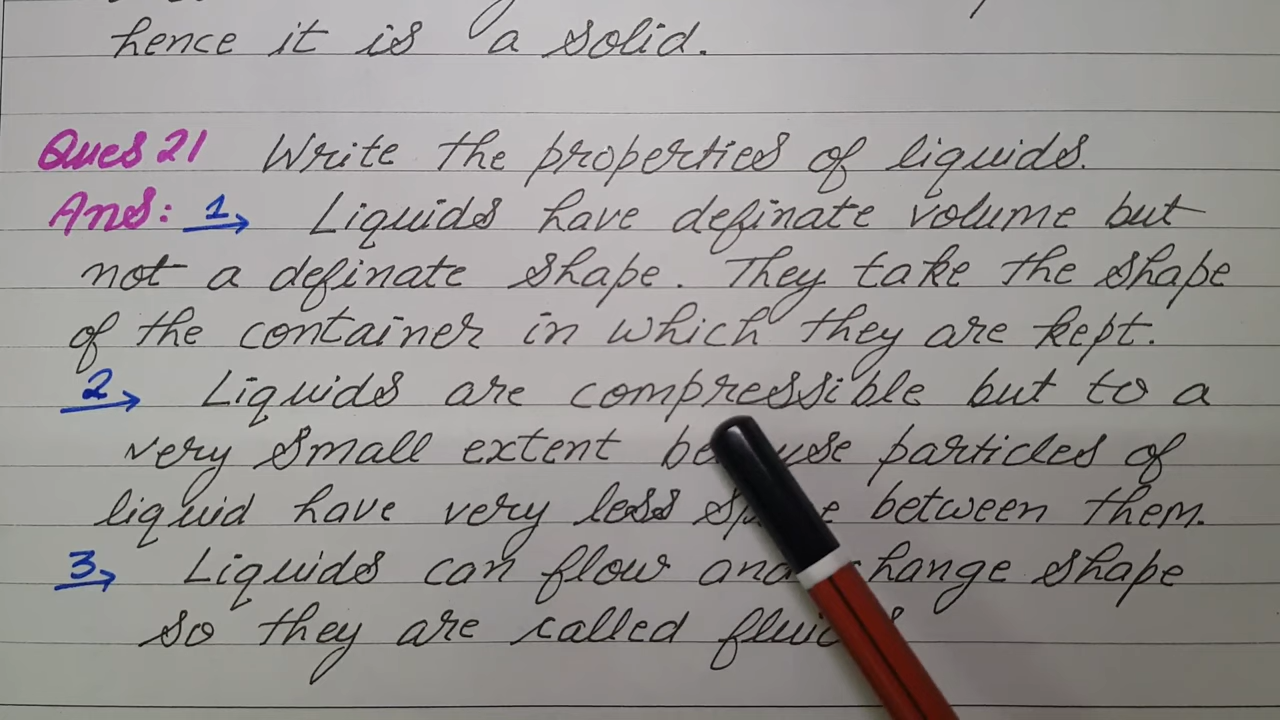 hence it is a solid.
Ques 21 Write the properties of liquids.
Ans: 1→ Liquids have definate volume but
not a definate shape. They take the shape
of the container in which they are kept.
2→ Liquids are compressible but to a
very small extent because particles of
liquid have very less space between them.
3→ Liquids can flow and change shape
so they are called fluids